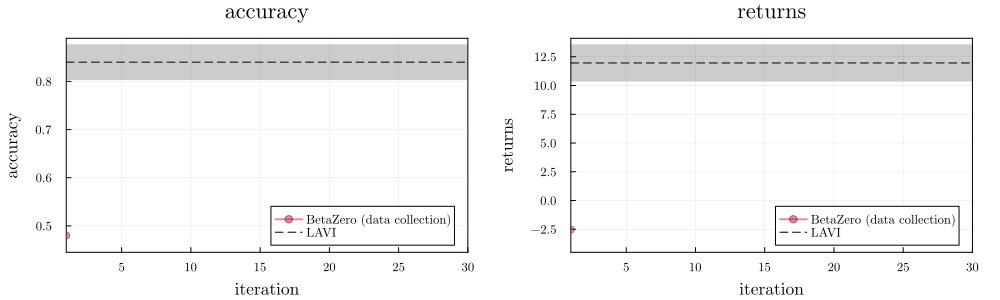 accuracy
accuracy
0.8
0.7
0.6
0.5
BetaZero (data collection)
LAVI
5
10
15
20
25
30
iteration
returns
returns
12.5
10.0
7.5
5.0
2.5
0.0
−2.5
BetaZero (data collection)
LAVI
5
10
15
20
25
30
iteration